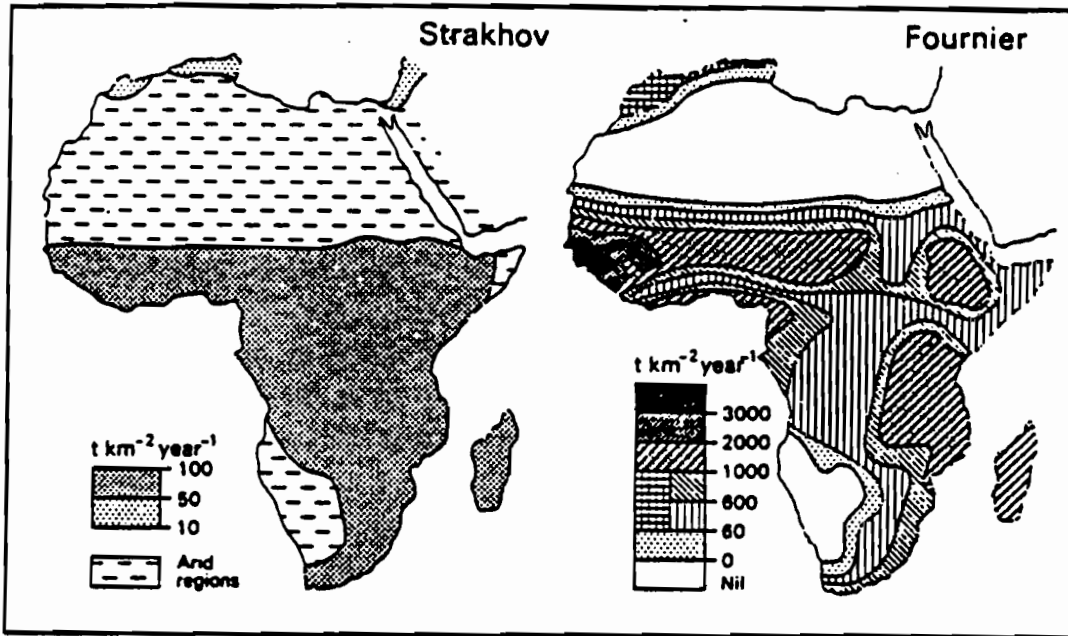 Strakhov
Fournier
t km⁻² year⁻¹
100
50
10
And
regions
t km⁻² year⁻¹
3000
2000
1000
600
60
0
Nil